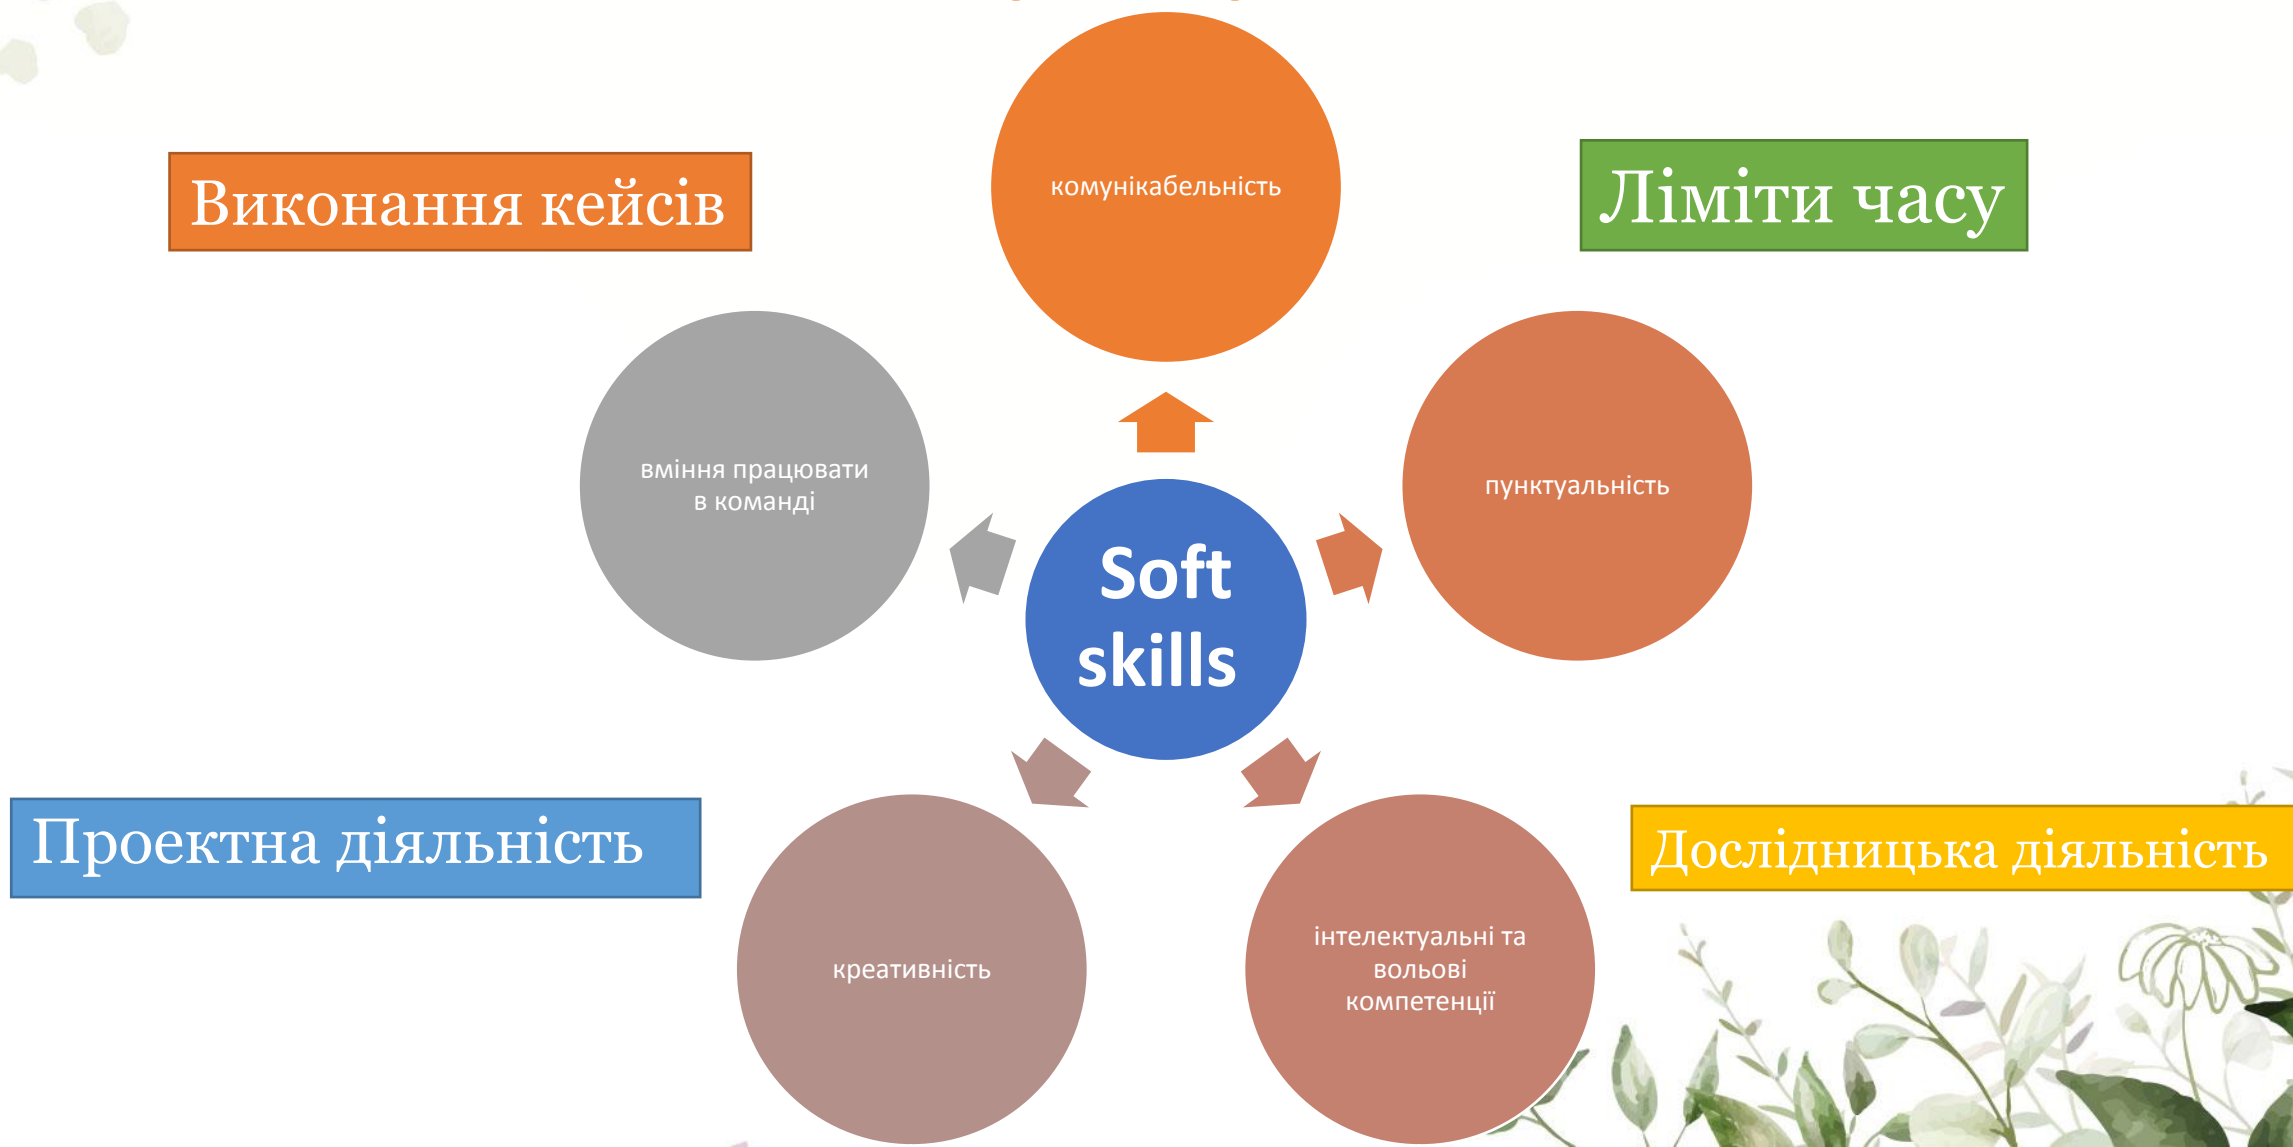 комунікабельність
Виконання кейсів
Ліміти часу
вміння працювати
в команді
пунктуальність
Soft
skills
Проектна діяльність
Дослідницька діяльність
креативність
інтелектуальні та
вольові
компетенції